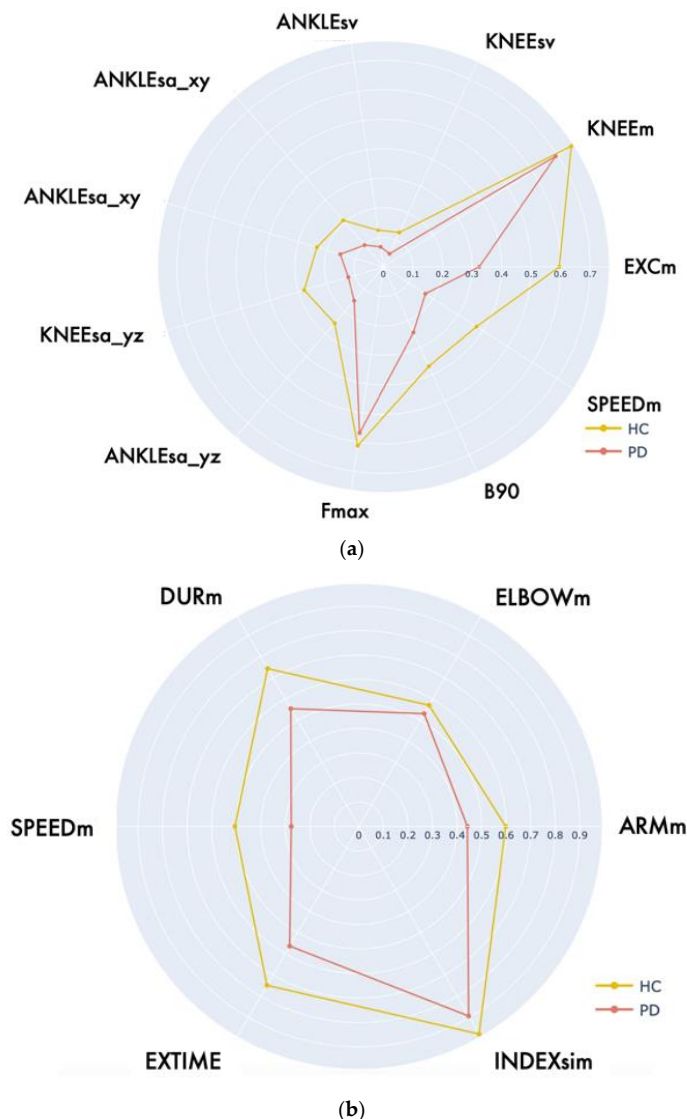 ANKLEsv
KNEEsv
ANKLEsa_xy
KNEEm
ANKLEsa_xy
0 0.1 0.2 0.3 0.4 0.5 0.6 0.7
EXCm
KNEEsa_yz
SPEEDm
HC
PD
ANKLEsa_yz
B90
Fmax
(a)
DURm
ELBOWm
SPEEDm
0 0.1 0.2 0.3 0.4 0.5 0.6 0.7 0.8 0.9
ARMm
HC
PD
EXTIME
INDEXsim
(b)